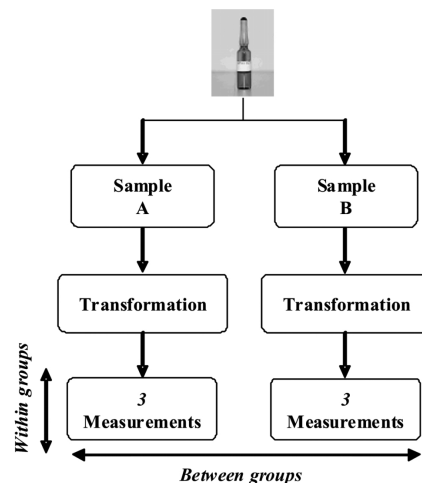 Sample
A
Sample
B
Transformation
Transformation
3
Measurements
3
Measurements
Within groups
Between groups